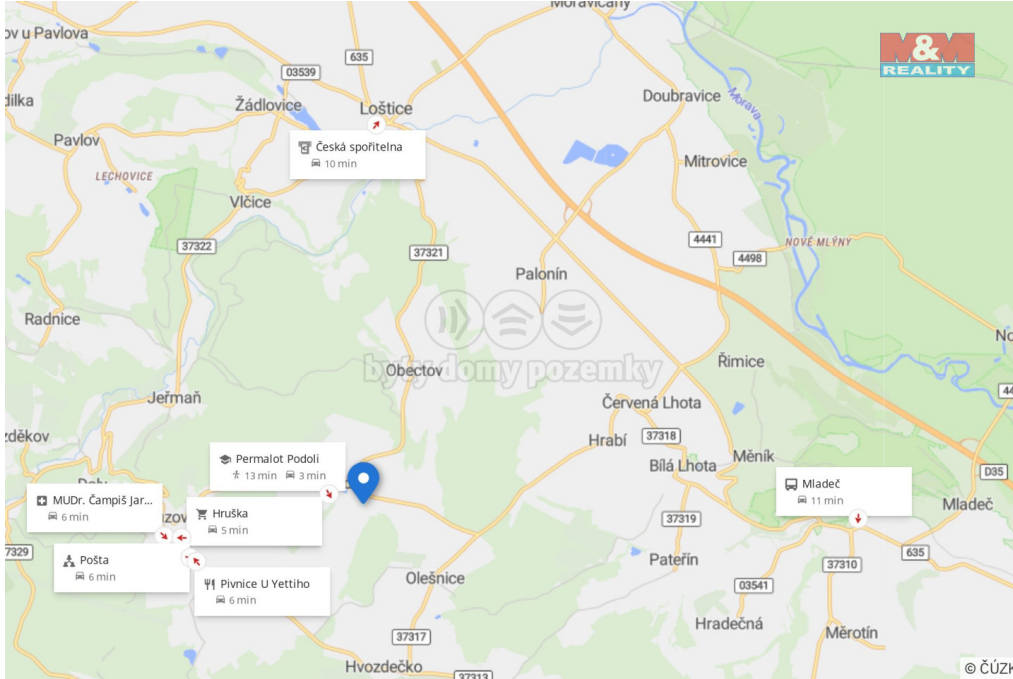 Moravičany
ov u Pavlova
635
M&M
REALITY
03539
dilka
Žádlovice
Loštice
Doubravice
Morava
Pavlov
Česká spořitelna
10 min
Mitrovice
LECHOVICE
Vlčice
37322
37321
4441
4498
NOVÉ MLÝNY
Palonín
Radnice
No
byty domy pozemky
Obectov
Řimice
Jeřmaň
44
Červená Lhota
zděkov
Hrabí
37318
Permalot Podoli
13 min 3 min
Bílá Lhota
Měník
D35
Mladeč
11 min
MUDr. Čampiš Jar...
6 min
Hruška
5 min
Mladeč
37319
7329
635
Pošta
6 min
Pateřín
37310
Olešnice
Pivnice U Yettiho
6 min
03541
Hradečná
Měrotín
37317
Hvozdečko
37313
© ČÚZK